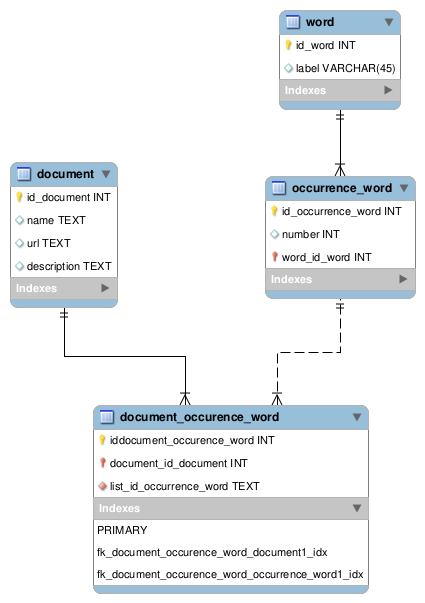 word
id_word INT
label VARCHAR(45)
Indexes
document
id_document INT
name TEXT
url TEXT
description TEXT
Indexes
occurrence_word
id_occurrence_word INT
number INT
word_id_word INT
Indexes
document_occurence_word
iddocument_occurence_word INT
document_id_document INT
list_id_occurrence_word TEXT
Indexes
PRIMARY
fk_document_occurence_word_document1_idx
fk_document_occurence_word_occurrence_word1_idx